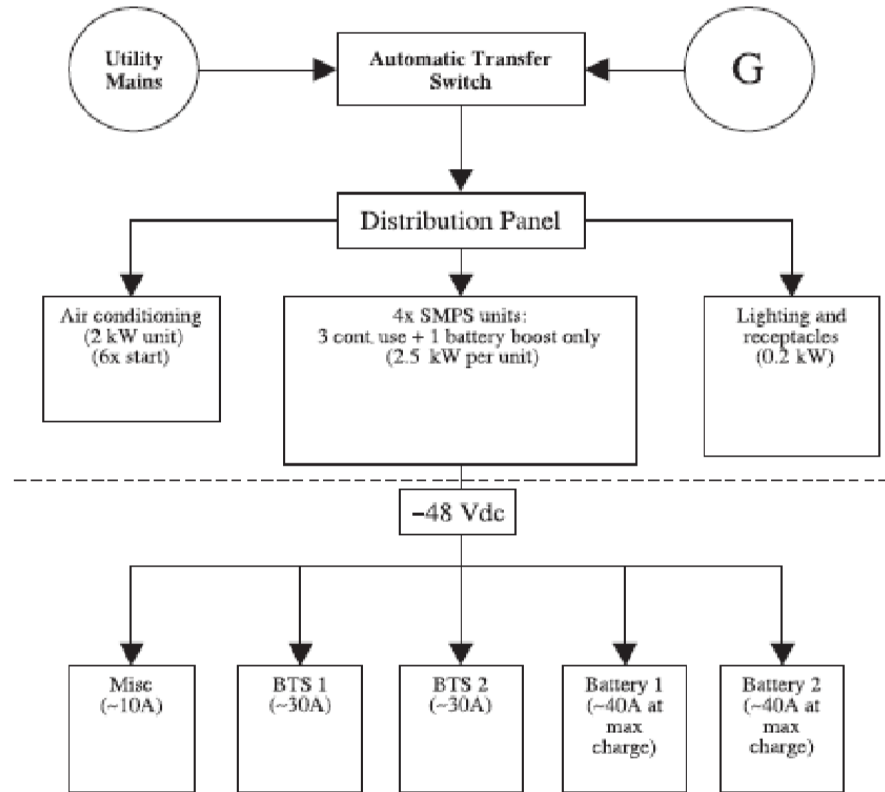 Utility
Mains
Automatic Transfer
Switch
G
Distribution Panel
Air conditioning
(2 kW unit)
(6x start)
4x SMPS units:
3 cont. use + 1 battery boost only
(2.5 kW per unit)
Lighting and
receptacles
(0.2 kW)
–48 Vdc
Misc
(~10A)
BTS 1
(~30A)
BTS 2
(~30A)
Battery 1
(~40A at
max
charge)
Battery 2
(~40A at
max
charge)